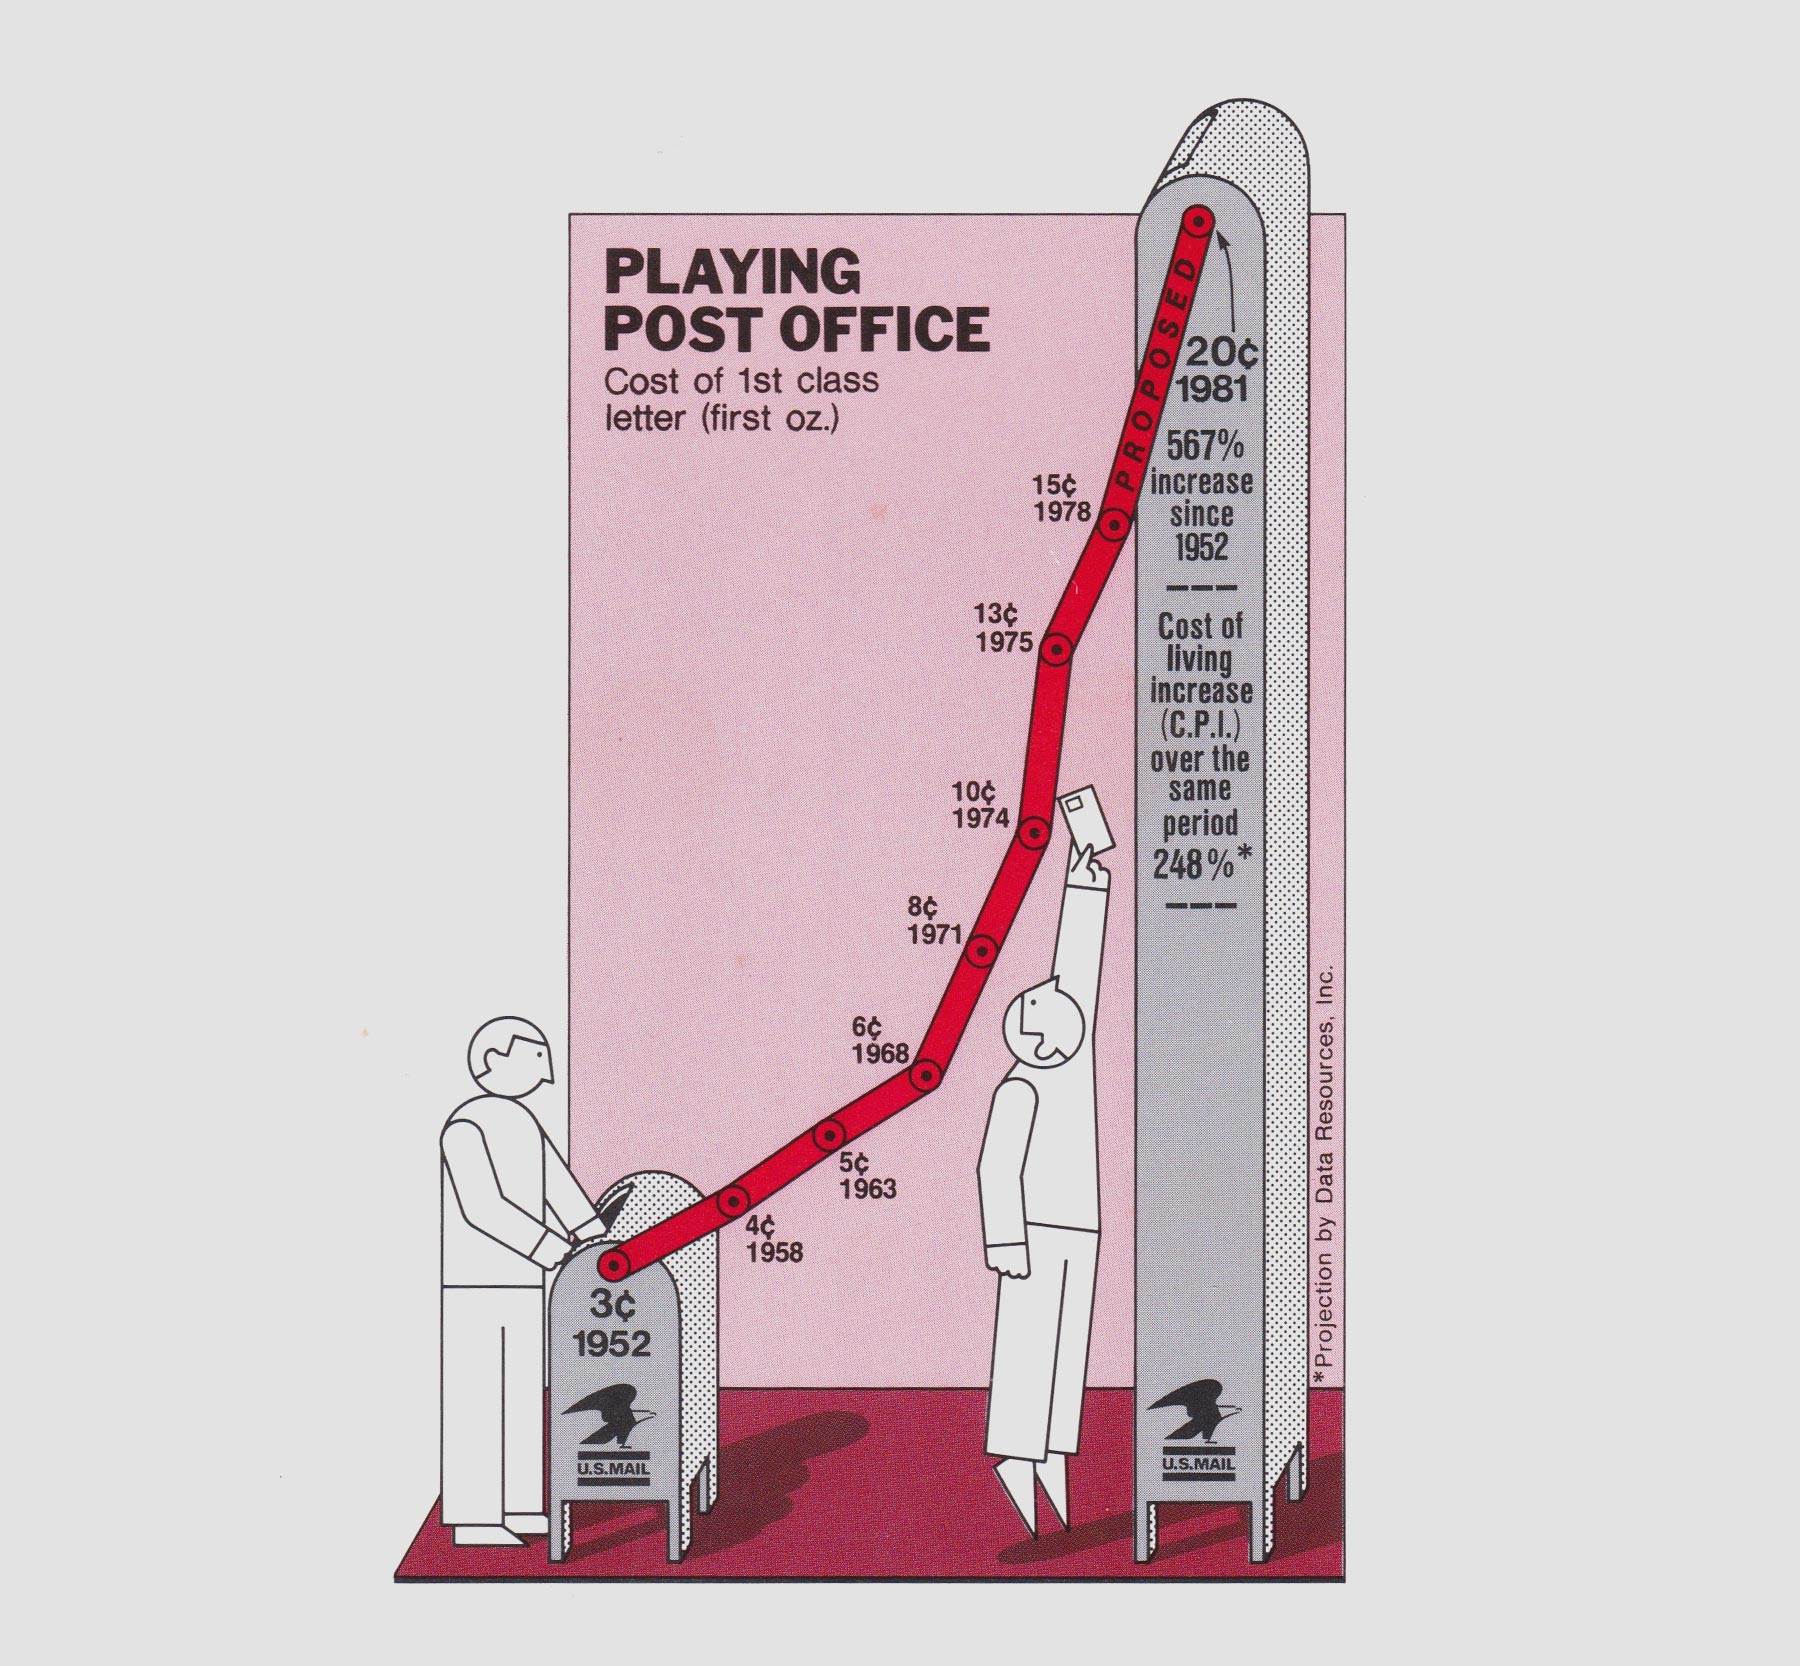 PLAYING
POST OFFICE
Cost of 1st class
letter (first oz.)
3¢
1952
4¢
1958
5¢
1963
6¢
1968
8¢
1971
10¢
1974
13¢
1975
15¢
1978
PROPOSED
20¢
1981
567%
increase
since
1952
Cost of
living
increase
(C.P.I.)
over the
same
period
248%*
U.S.MAIL
U.S.MAIL
*Projection by Data Resources, Inc.